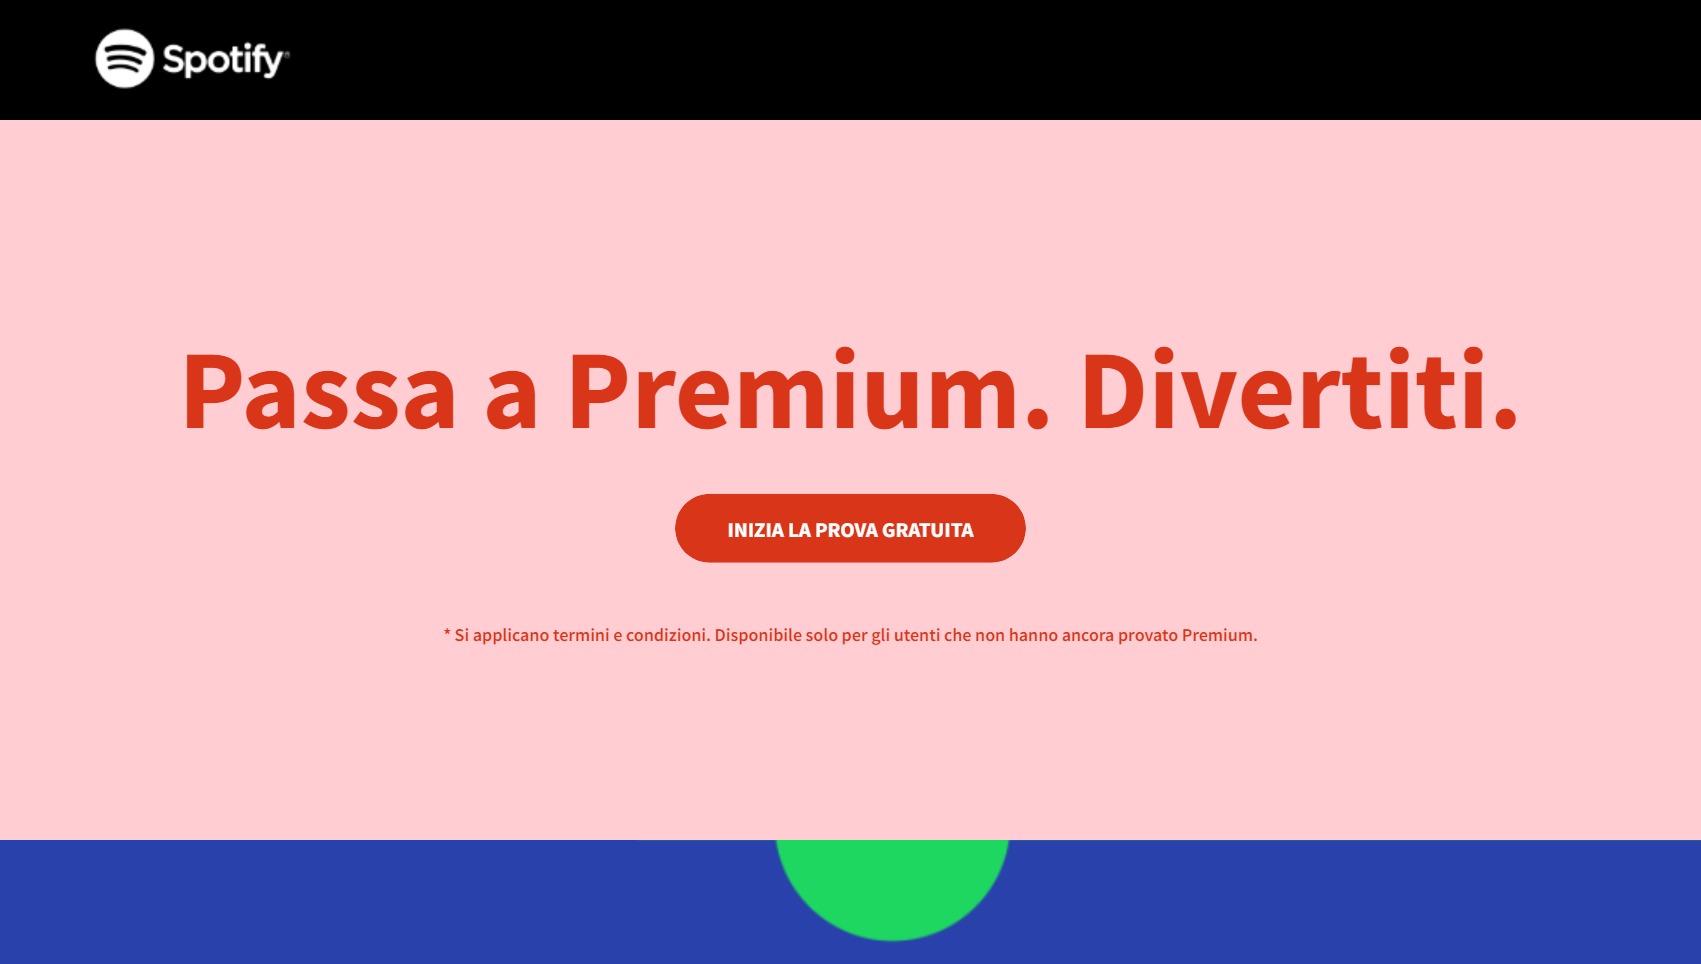 Spotify
Passa a Premium. Divertiti.
INIZIA LA PROVA GRATUITA
* Si applicano termini e condizioni. Disponibile solo per gli utenti che non hanno ancora provato Premium.